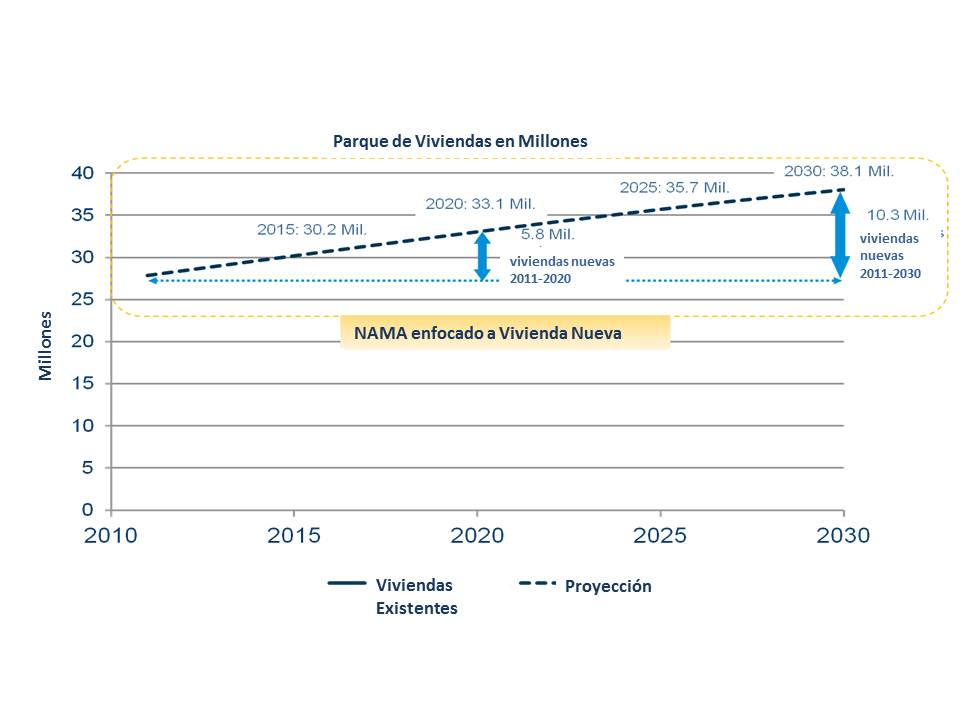 Parque de Viviendas en Millones
40
35
30
25
20
15
10
5
0
Millones
2015: 30.2 Mil.
2020: 33.1 Mil.
2025: 35.7 Mil.
2030: 38.1 Mil.
5.8 Mil.
viviendas nuevas
2011-2020
10.3 Mil.
viviendas
nuevas
2011-2030
NAMA enfocado a Vivienda Nueva
2010
2015
2020
2025
2030
Viviendas
Existentes
Proyección